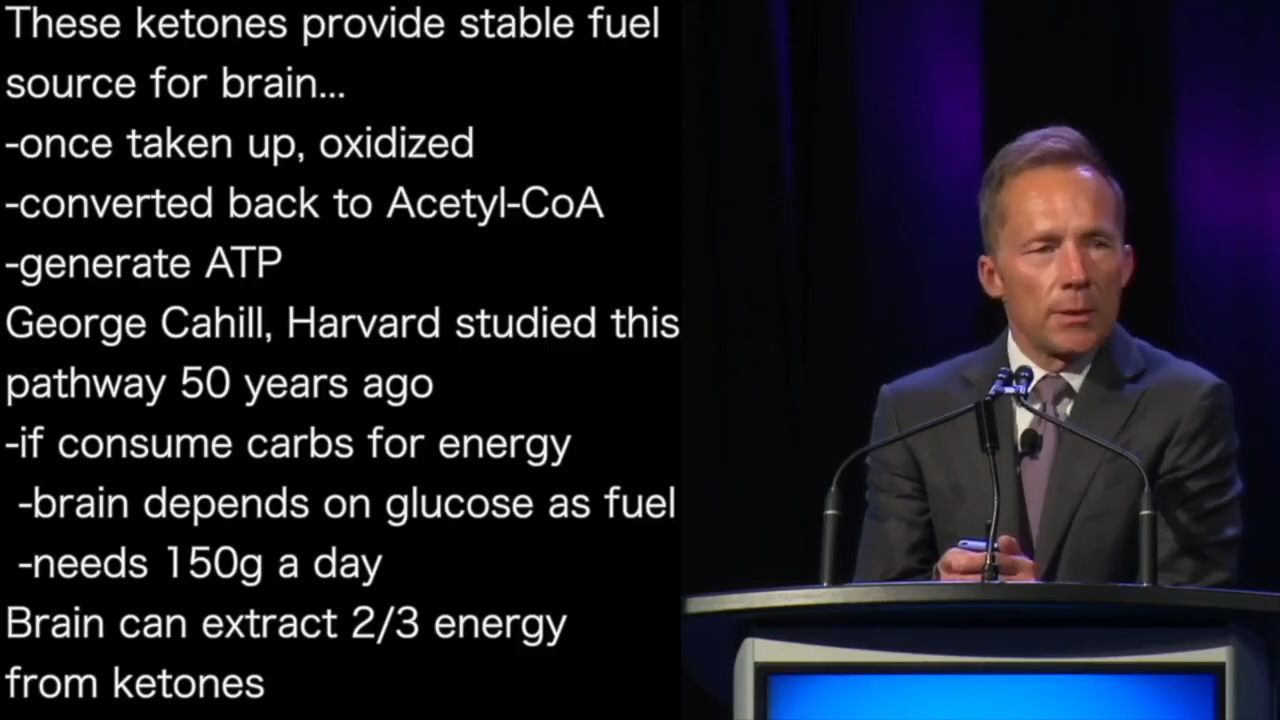 These ketones provide stable fuel
source for brain...
-once taken up, oxidized
-converted back to Acetyl-CoA
-generate ATP
George Cahill, Harvard studied this
pathway 50 years ago
-if consume carbs for energy
-brain depends on glucose as fuel
-needs 150g a day
Brain can extract 2/3 energy
from ketones